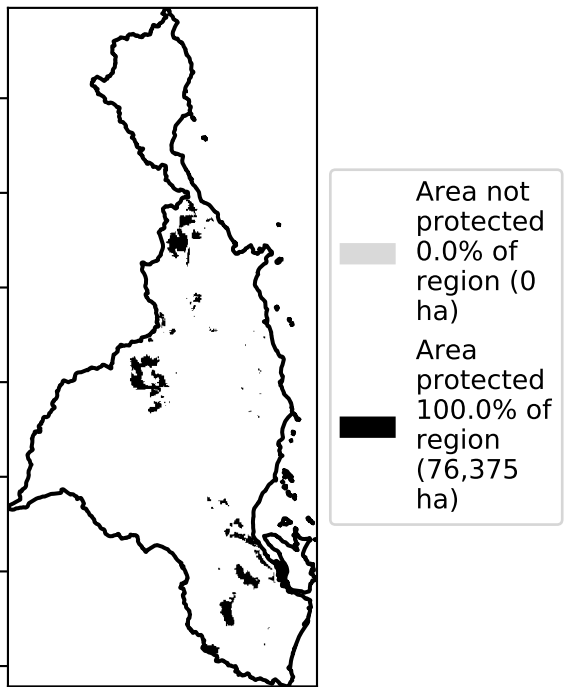 Area not
protected
0.0% of
region (0
ha)
Area
protected
100.0% of
region
(76,375
ha)